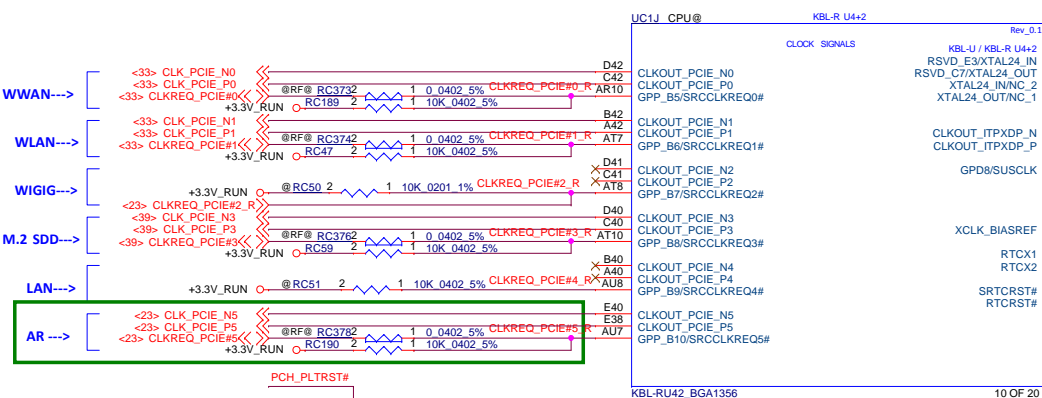 UC1J CPU@ KBL-R U4+2
Rev_0.1
CLOCK SIGNALS
KBL-U / KBL-R U4+2
RSVD_E3/XTAL24_IN
RSVD_C7/XTAL24_OUT
XTAL24_IN/NC_2
XTAL24_OUT/NC_1
CLKOUT_ITPXDP_N
CLKOUT_ITPXDP_P
GPD8/SUSCLK
XCLK_BIASREF
RTCX1
RTCX2
SRTCRST#
RTCRST#
WWAN--->
<33> CLK_PCIE_N0 D42 CLKOUT_PCIE_N0
<33> CLK_PCIE_P0 C42 CLKOUT_PCIE_P0
<33> CLKREQ_PCIE#0 @RF@ RC373 2 1 0_0402_5% CLKREQ_PCIE#0_R AR10 GPP_B5/SRCCLKREQ0#
+3.3V_RUN RC189 2 1 10K_0402_5%
WLAN--->
<33> CLK_PCIE_N1 B42 CLKOUT_PCIE_N1
<33> CLK_PCIE_P1 A42 CLKOUT_PCIE_P1
<33> CLKREQ_PCIE#1 @RF@ RC374 2 1 0_0402_5% CLKREQ_PCIE#1_R AT7 GPP_B6/SRCCLKREQ1#
+3.3V_RUN RC47 2 1 10K_0402_5%
WIGIG--->
D41 CLKOUT_PCIE_N2
C41 CLKOUT_PCIE_P2
+3.3V_RUN @ RC50 2 1 10K_0201_1% CLKREQ_PCIE#2_R AT8 GPP_B7/SRCCLKREQ2#
<23> CLKREQ_PCIE#2_R
M.2 SDD--->
<39> CLK_PCIE_N3 D40 CLKOUT_PCIE_N3
<39> CLK_PCIE_P3 C40 CLKOUT_PCIE_P3
<39> CLKREQ_PCIE#3 @RF@ RC376 2 1 0_0402_5% CLKREQ_PCIE#3_R AT10 GPP_B8/SRCCLKREQ3#
+3.3V_RUN RC59 2 1 10K_0402_5%
LAN--->
B40 CLKOUT_PCIE_N4
A40 CLKOUT_PCIE_P4
+3.3V_RUN @ RC51 2 1 10K_0402_5% CLKREQ_PCIE#4_R AU8 GPP_B9/SRCCLKREQ4#
AR --->
<23> CLK_PCIE_N5 E40 CLKOUT_PCIE_N5
<23> CLK_PCIE_P5 E38 CLKOUT_PCIE_P5
<23> CLKREQ_PCIE#5 @RF@ RC378 2 1 0_0402_5% CLKREQ_PCIE#5_R AU7 GPP_B10/SRCCLKREQ5#
+3.3V_RUN RC190 2 1 10K_0402_5%
PCH_PLTRST#
KBL-RU42_BGA1356 10 OF 20